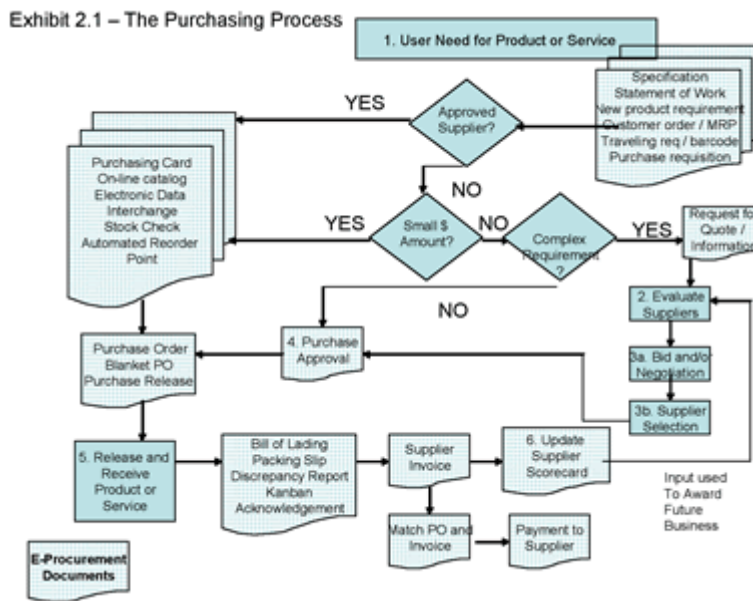 Exhibit 2.1 – The Purchasing Process
1. User Need for Product or Service
Specification
Statement of Work
New product requirement
Customer order / MRP
Traveling req / barcode
Purchase requisition
YES
Approved
Supplier?
Purchasing Card
On-line catalog
Electronic Data
Interchange
Stock Check
Automated Reorder
Point
NO
YES
Small $
Amount?
NO
Complex
Requirement
?
YES
Request for
Quote /
Information
NO
2. Evaluate
Suppliers
Purchase Order
Blanket PO
Purchase Release
4. Purchase
Approval
3a. Bid and/or
Negotiation
3b. Supplier
Selection
5. Release and
Receive
Product or
Service
Bill of Lading
Packing Slip
Discrepancy Report
Kanban
Acknowledgement
Supplier
Invoice
6. Update
Supplier
Scorecard
Input used
To Award
Future
Business
Match PO and
Invoice
Payment to
Supplier
E-Procurement
Documents